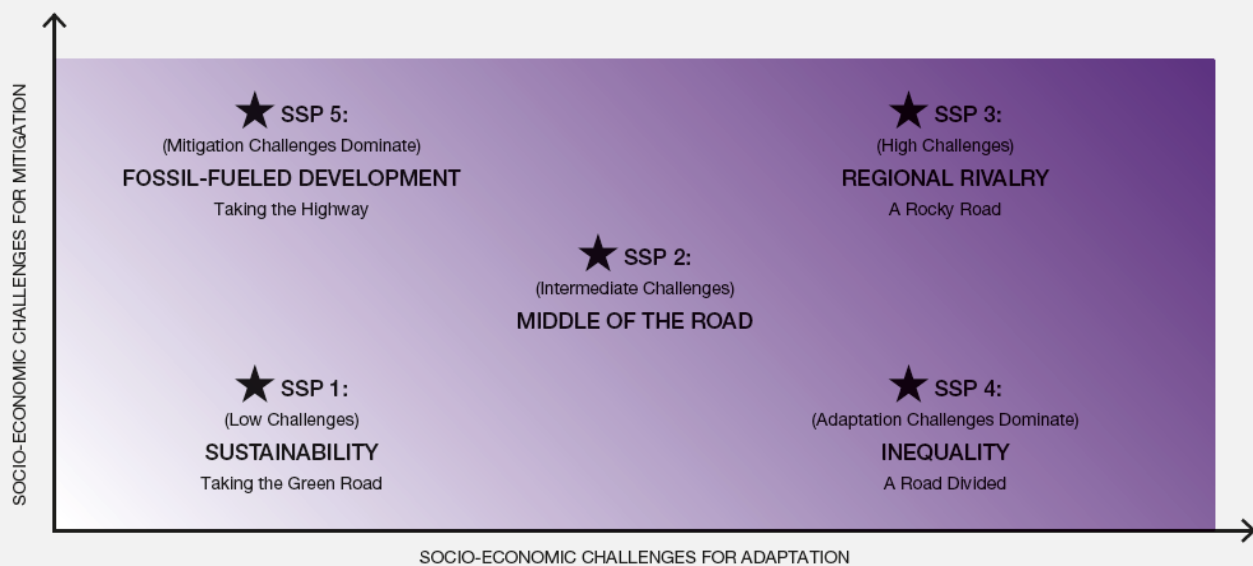 SOCIO-ECONOMIC CHALLENGES FOR MITIGATION
SSP 5:
(Mitigation Challenges Dominate)
FOSSIL-FUELED DEVELOPMENT
Taking the Highway
SSP 3:
(High Challenges)
REGIONAL RIVALRY
A Rocky Road
SSP 2:
(Intermediate Challenges)
MIDDLE OF THE ROAD
SSP 1:
(Low Challenges)
SUSTAINABILITY
Taking the Green Road
SSP 4:
(Adaptation Challenges Dominate)
INEQUALITY
A Road Divided
SOCIO-ECONOMIC CHALLENGES FOR ADAPTATION